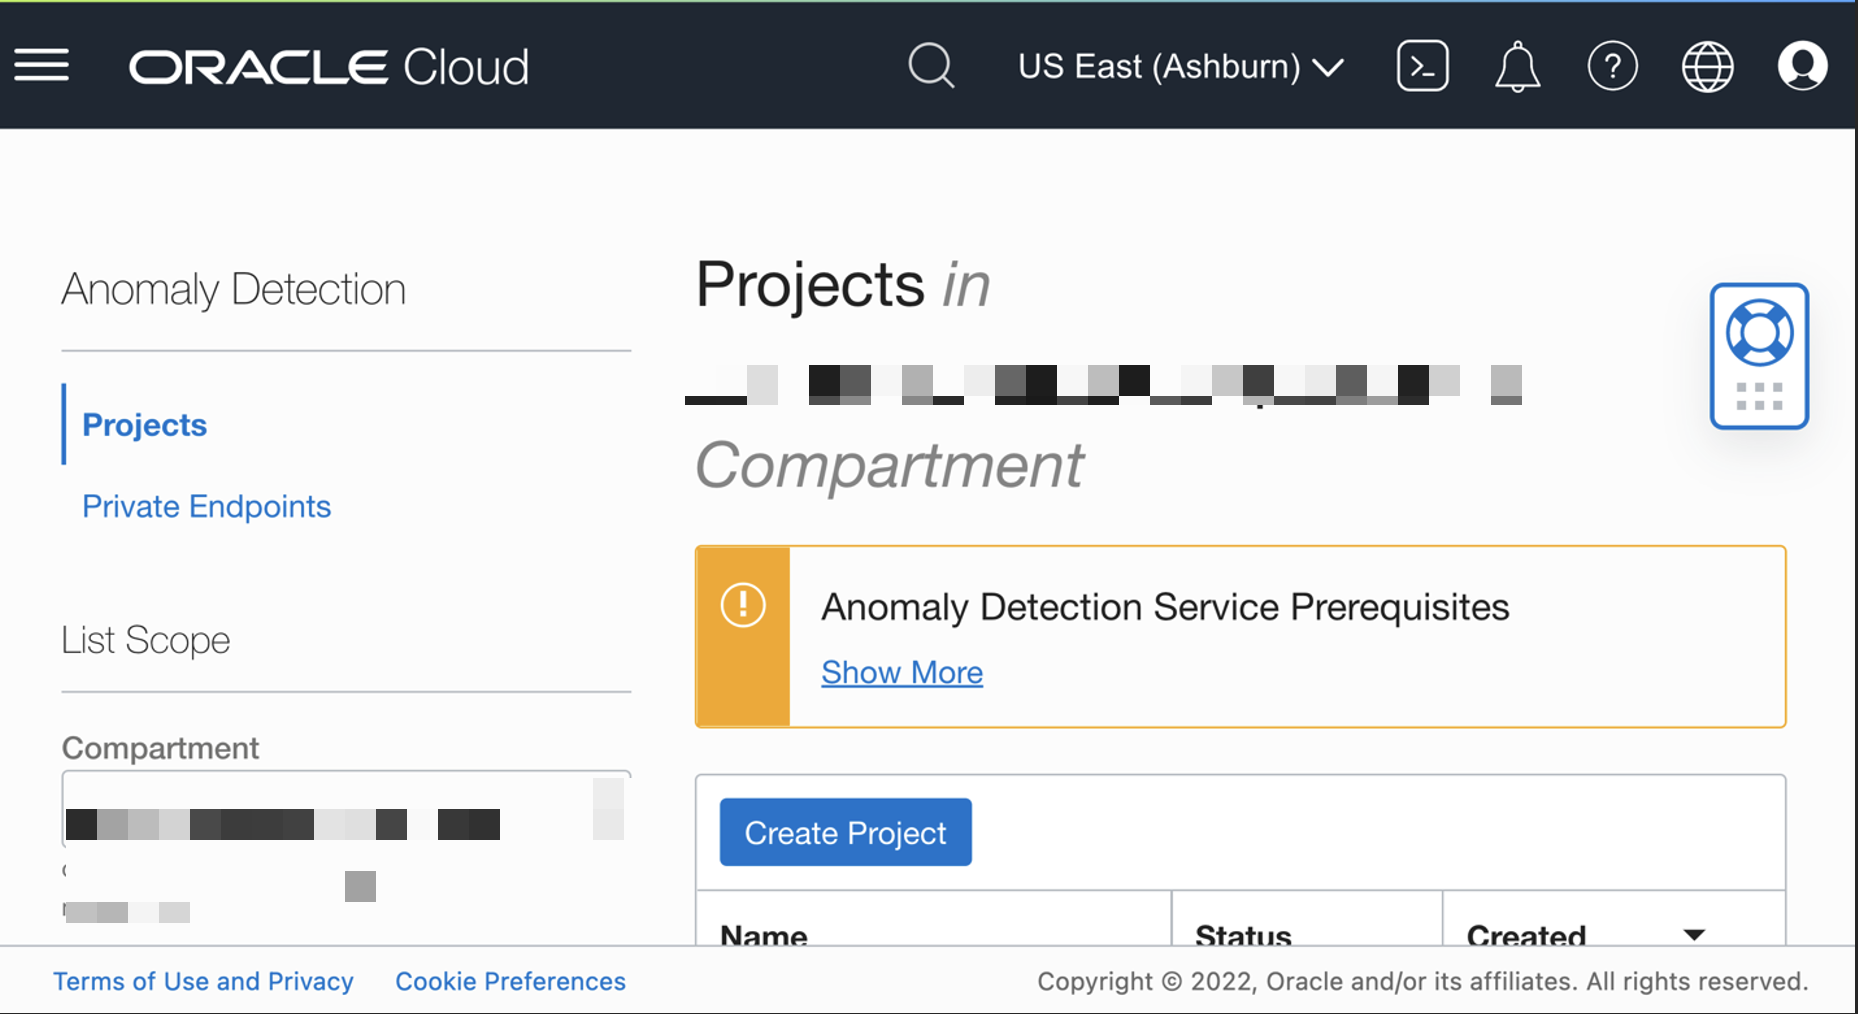 ORACLE Cloud
US East (Ashburn)
Anomaly Detection
Projects
Private Endpoints
List Scope
Compartment
Projects in
Compartment
Anomaly Detection Service Prerequisites
Show More
Create Project
Name Status Created
Terms of Use and Privacy Cookie Preferences Copyright © 2022, Oracle and/or its affiliates. All rights reserved.